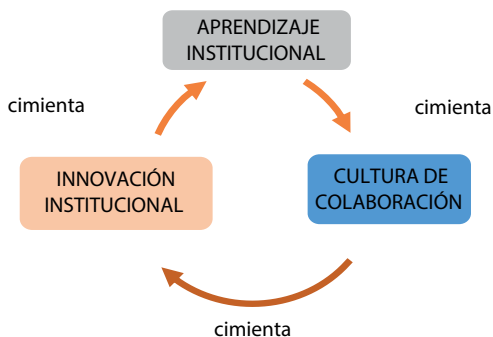 APRENDIZAJE
INSTITUCIONAL
cimienta
cimienta
INNOVACIÓN
INSTITUCIONAL
CULTURA DE
COLABORACIÓN
cimienta